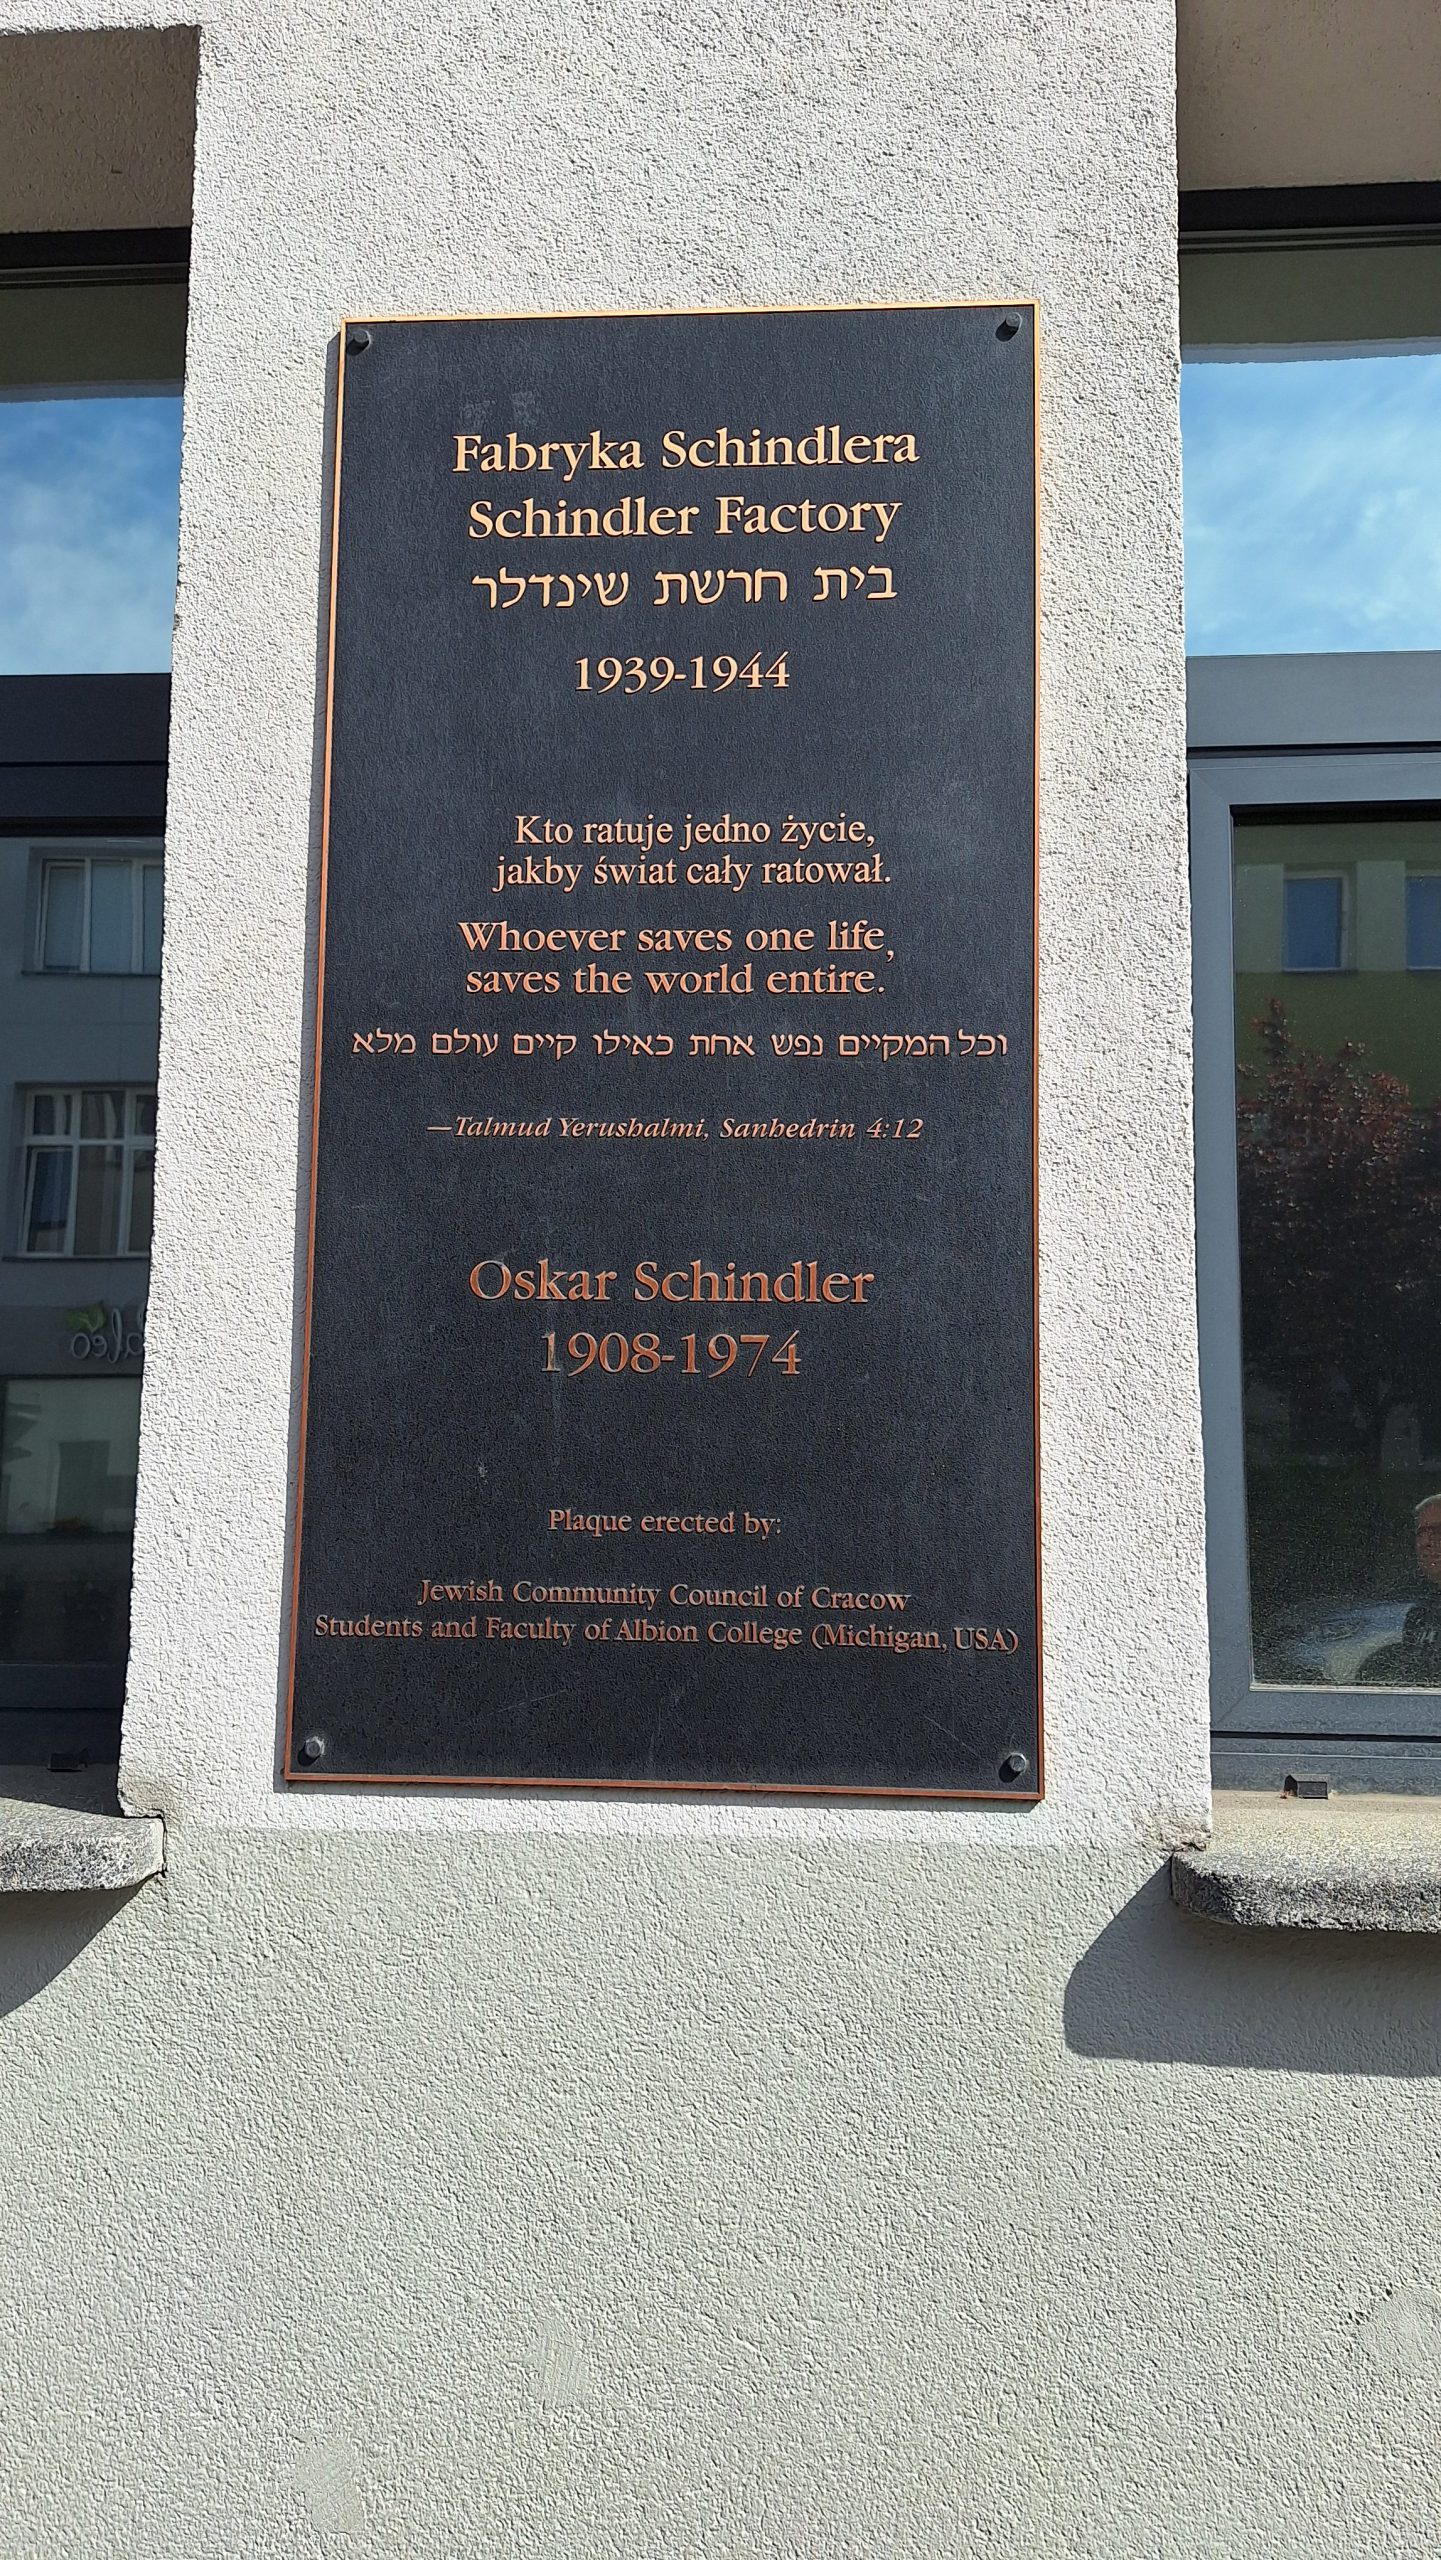 Fabryka Schindlera
Schindler Factory
בית חרשת שינדלר
1939-1944
Kto ratuje jedno życie,
jakby świat cały ratował.
Whoever saves one life,
saves the world entire.
וכל המקיים נפש אחת כאילו קיים עולם מלא
—Talmud Yerushalmi, Sanhedrin 4:12
Oskar Schindler
1908-1974
Plaque erected by:
Jewish Community Council of Cracow
Students and Faculty of Albion College (Michigan, USA)